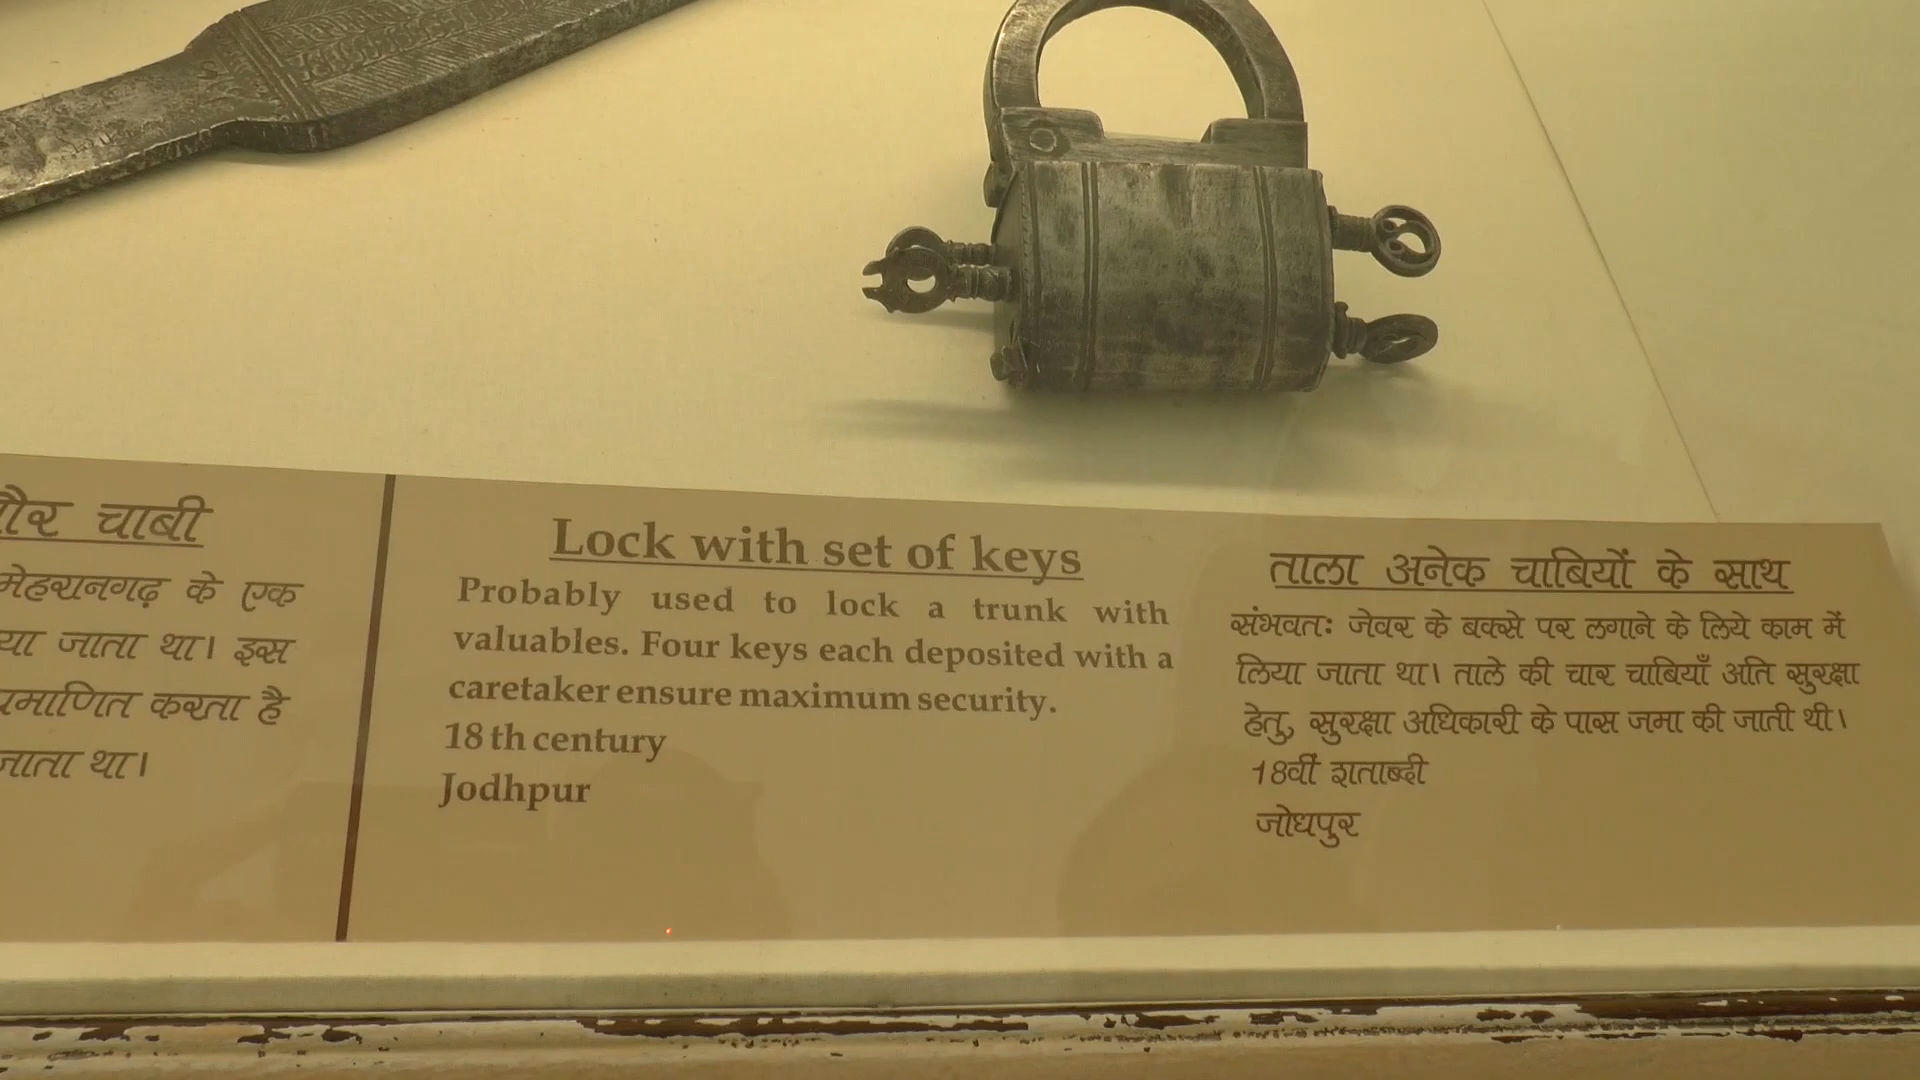 और चाबी
मेहरानगढ़ के एक
या जाता था। इस
प्रमाणित करता है
जाता था।
Lock with set of keys
Probably used to lock a trunk with
valuables. Four keys each deposited with a
caretaker ensure maximum security.
18 th century
Jodhpur
ताला अनेक चाबियों के साथ
संभवतः जेवर के बक्से पर लगाने के लिये काम में
लिया जाता था। ताले की चार चाबियाँ अति सुरक्षा
हेतु, सुरक्षा अधिकारी के पास जमा की जाती थी।
18वीं शताब्दी
जोधपुर